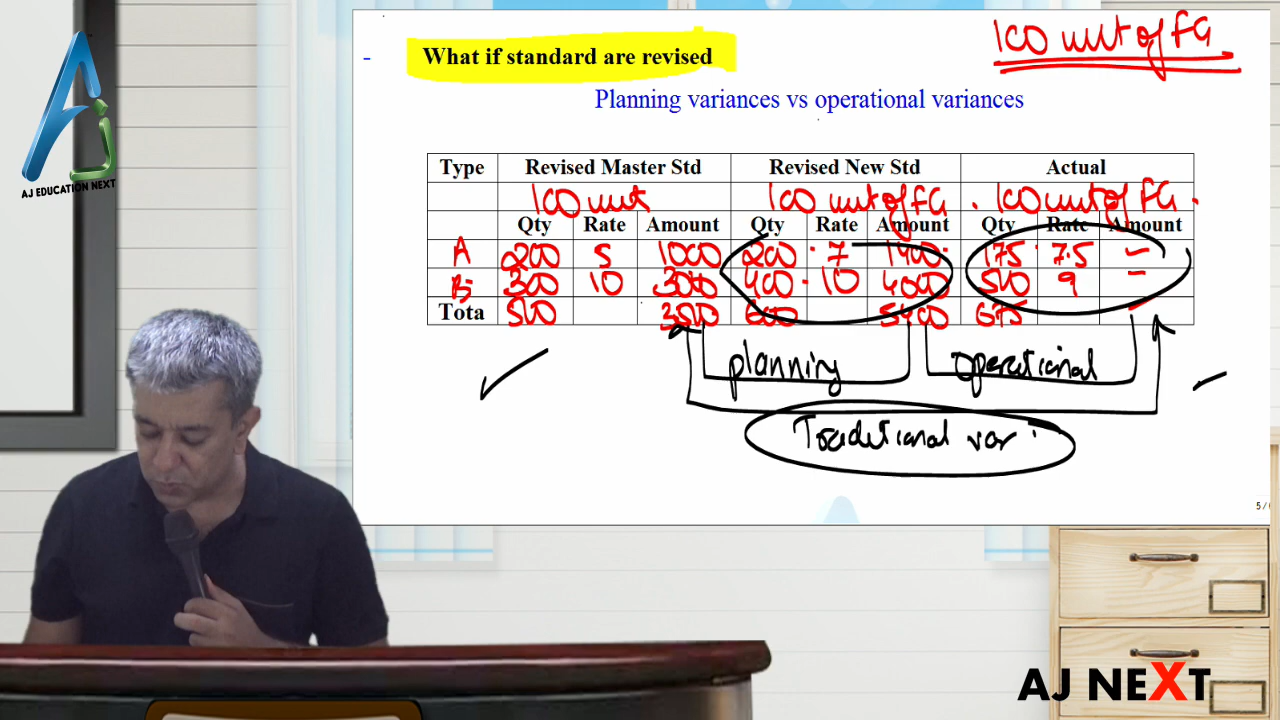 100 unit of FG
- What if standard are revised
Planning variances vs operational variances
Type Revised Master Std Revised New Std Actual
100 unit 100 unit of FG 100 unit of FG
Qty Rate Amount Qty Rate Amount Qty Rate Amount
A 200 5 1000 200 7 1400 175 7.5 -
B 300 10 3000 400 10 4000 500 9 =
Tota 500 600 5400 675
planning operational
Traditional var.
AJ
AJ EDUCATION NEXT
5/
AJ NEXT